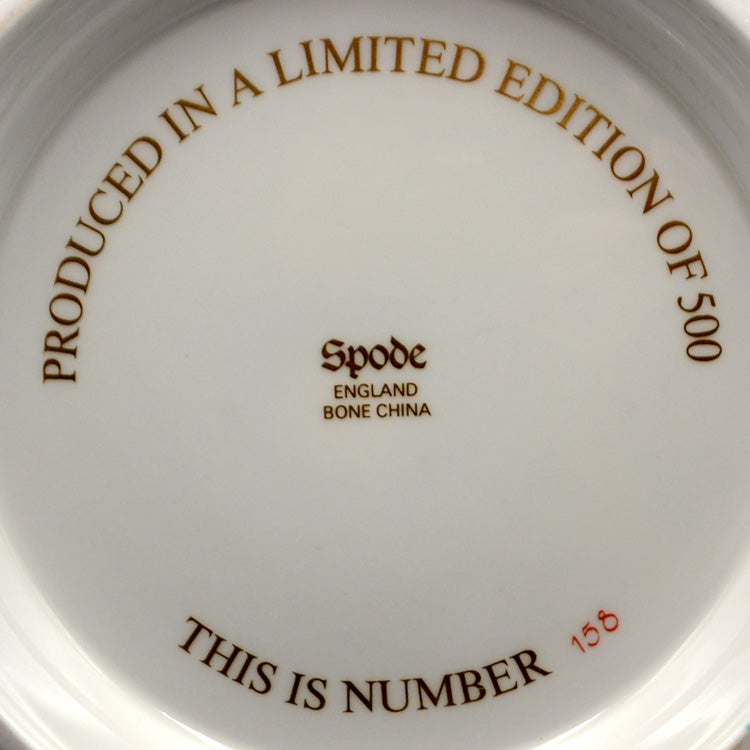 PRODUCED IN A LIMITED EDITION OF 500
Spode
ENGLAND
BONE CHINA
THIS IS NUMBER 158